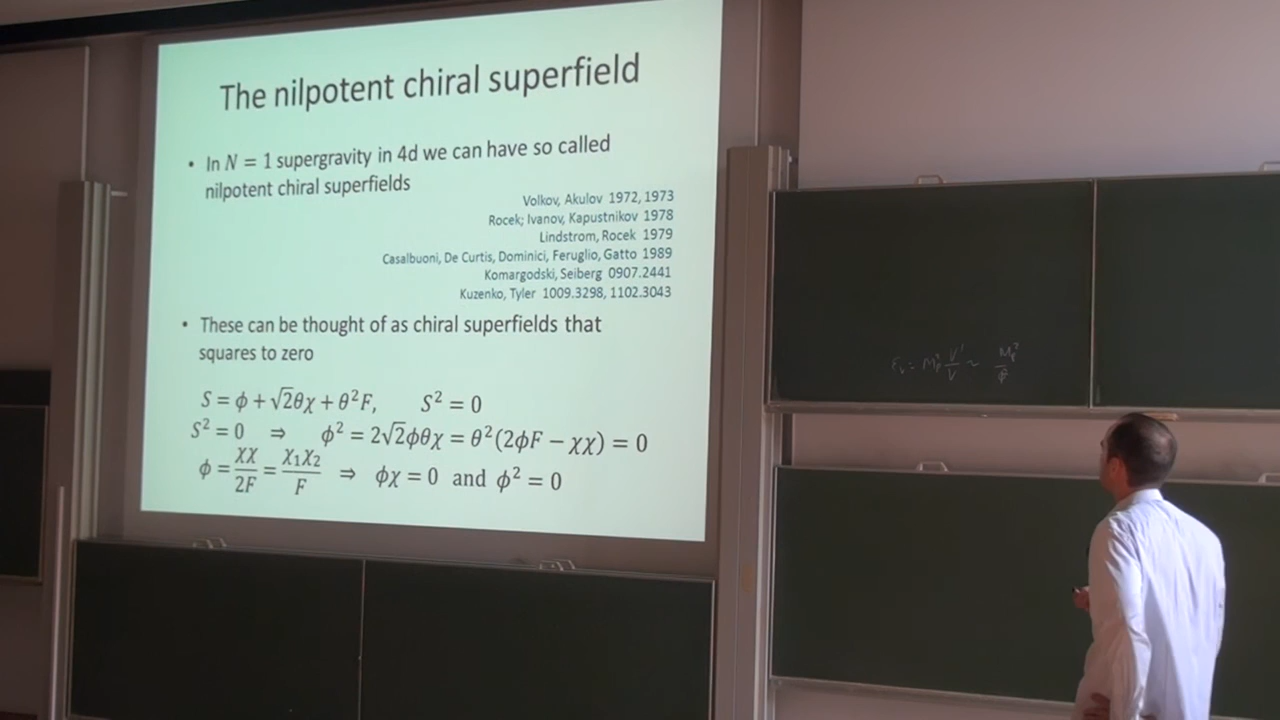 The nilpotent chiral superfield
• In N = 1 supergravity in 4d we can have so called
nilpotent chiral superfields
Volkov, Akulov 1972, 1973
Rocek; Ivanov, Kapustnikov 1978
Lindstrom, Rocek 1979
Casalbuoni, De Curtis, Dominici, Feruglio, Gatto 1989
Komargodski, Seiberg 0907.2441
Kuzenko, Tyler 1009.3298, 1102.3043
• These can be thought of as chiral superfields that
squares to zero
S = ϕ + √2θχ + θ²F, S² = 0
S² = 0 ⇒ ϕ² = 2√2ϕθχ = θ²(2ϕF − χχ) = 0
ϕ = χχ/2F = χ₁χ₂/F ⇒ ϕχ = 0 and ϕ² = 0